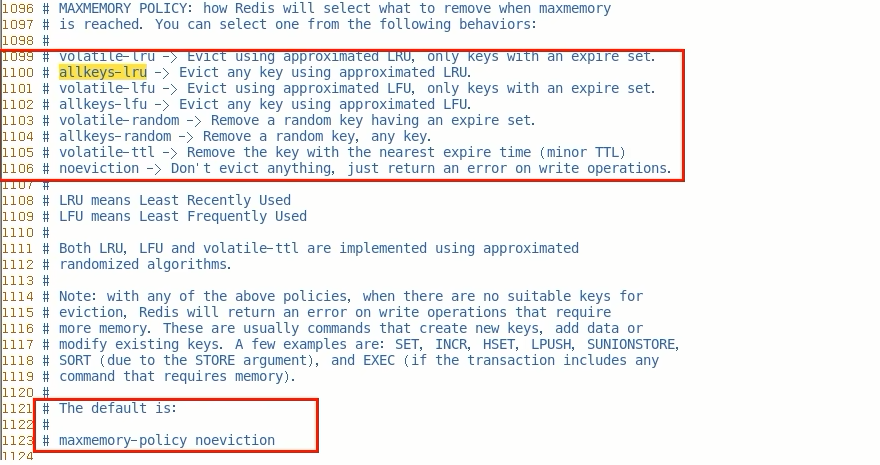 1096 # MAXMEMORY POLICY: how Redis will select what to remove when maxmemory
1097 # is reached. You can select one from the following behaviors:
1098 #
1099 # volatile-lru -> Evict using approximated LRU, only keys with an expire set.
1100 # allkeys-lru -> Evict any key using approximated LRU.
1101 # volatile-lfu -> Evict using approximated LFU, only keys with an expire set.
1102 # allkeys-lfu -> Evict any key using approximated LFU.
1103 # volatile-random -> Remove a random key having an expire set.
1104 # allkeys-random -> Remove a random key, any key.
1105 # volatile-ttl -> Remove the key with the nearest expire time (minor TTL)
1106 # noeviction -> Don't evict anything, just return an error on write operations.
1107 #
1108 # LRU means Least Recently Used
1109 # LFU means Least Frequently Used
1110 #
1111 # Both LRU, LFU and volatile-ttl are implemented using approximated
1112 # randomized algorithms.
1113 #
1114 # Note: with any of the above policies, when there are no suitable keys for
1115 # eviction, Redis will return an error on write operations that require
1116 # more memory. These are usually commands that create new keys, add data or
1117 # modify existing keys. A few examples are: SET, INCR, HSET, LPUSH, SUNIONSTORE,
1118 # SORT (due to the STORE argument), and EXEC (if the transaction includes any
1119 # command that requires memory).
1120 #
1121 # The default is:
1122 #
1123 # maxmemory-policy noeviction
1124